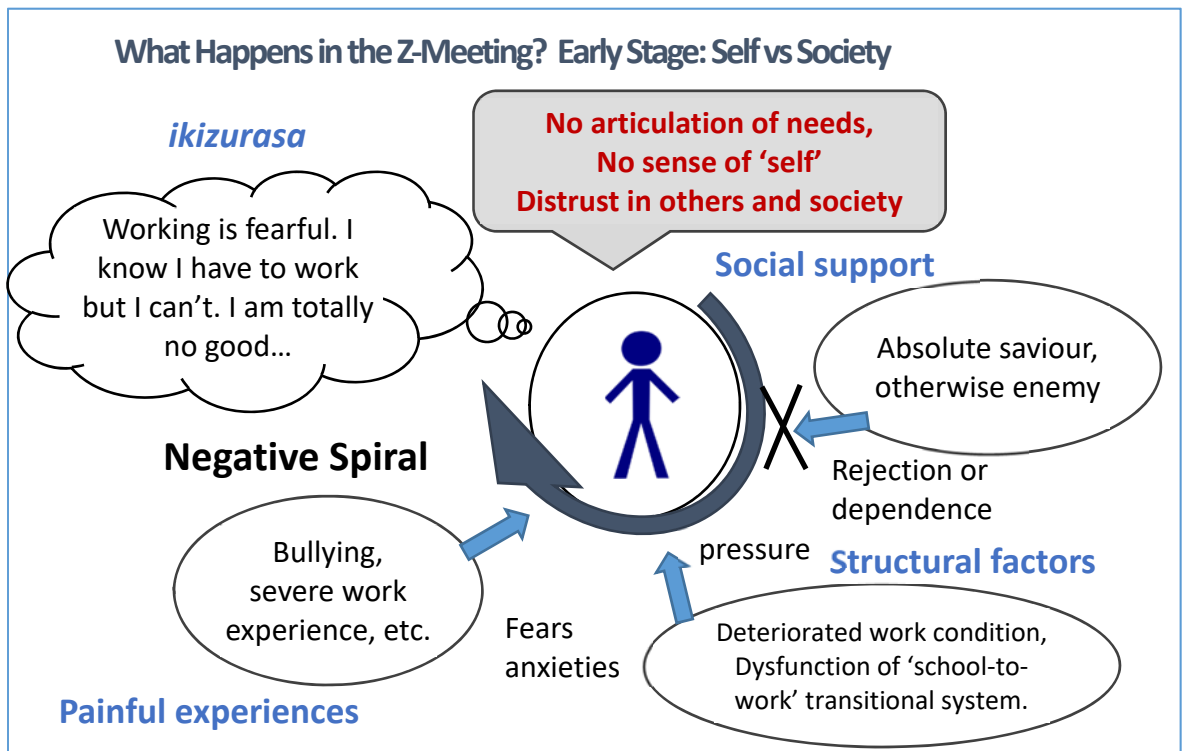 What Happens in the Z-Meeting? Early Stage: Self vs Society
ikizurasa
No articulation of needs,
No sense of ‘self’
Distrust in others and society
Working is fearful. I
know I have to work
but I can’t. I am totally
no good…
Social support
Absolute saviour,
otherwise enemy
Negative Spiral
Rejection or
dependence
Bullying,
severe work
experience, etc.
pressure
Structural factors
Fears
anxieties
Deteriorated work condition,
Dysfunction of ‘school-to-
work’ transitional system.
Painful experiences